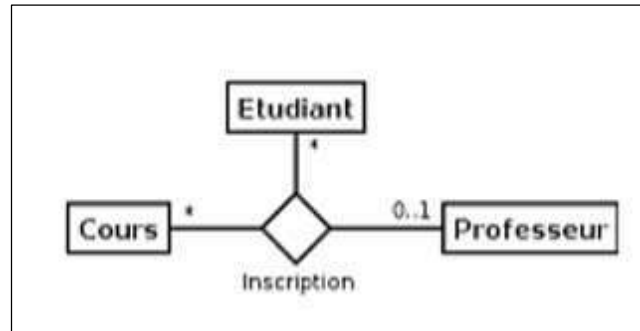 Etudiant
*
* 0..1
Cours Professeur
Inscription